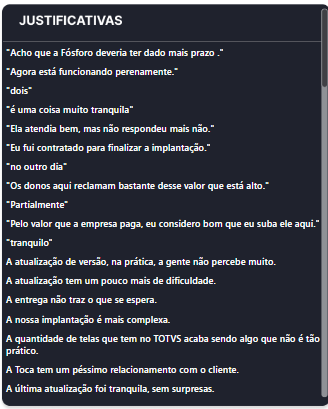 JUSTIFICATIVAS
"Acho que a Fósforo deveria ter dado mais prazo ."
"Agora está funcionando perenamente."
"dois"
"é uma coisa muito tranquila"
"Ela atendia bem, mas não respondeu mais não."
"Eu fui contratado para finalizar a implantação."
"no outro dia"
"Os donos aqui reclamam bastante desse valor que está alto."
"Partialmente"
"Pelo valor que a empresa paga, eu considero bom que eu suba ele aqui."
"tranquilo"
A atualização de versão, na prática, a gente não percebe muito.
A atualização tem um pouco mais de dificuldade.
A entrega não traz o que se espera.
A nossa implantação é mais complexa.
A quantidade de telas que tem no TOTVS acaba sendo algo que não é tão
prático.
A Toca tem um péssimo relacionamento com o cliente.
A última atualização foi tranquila, sem surpresas.